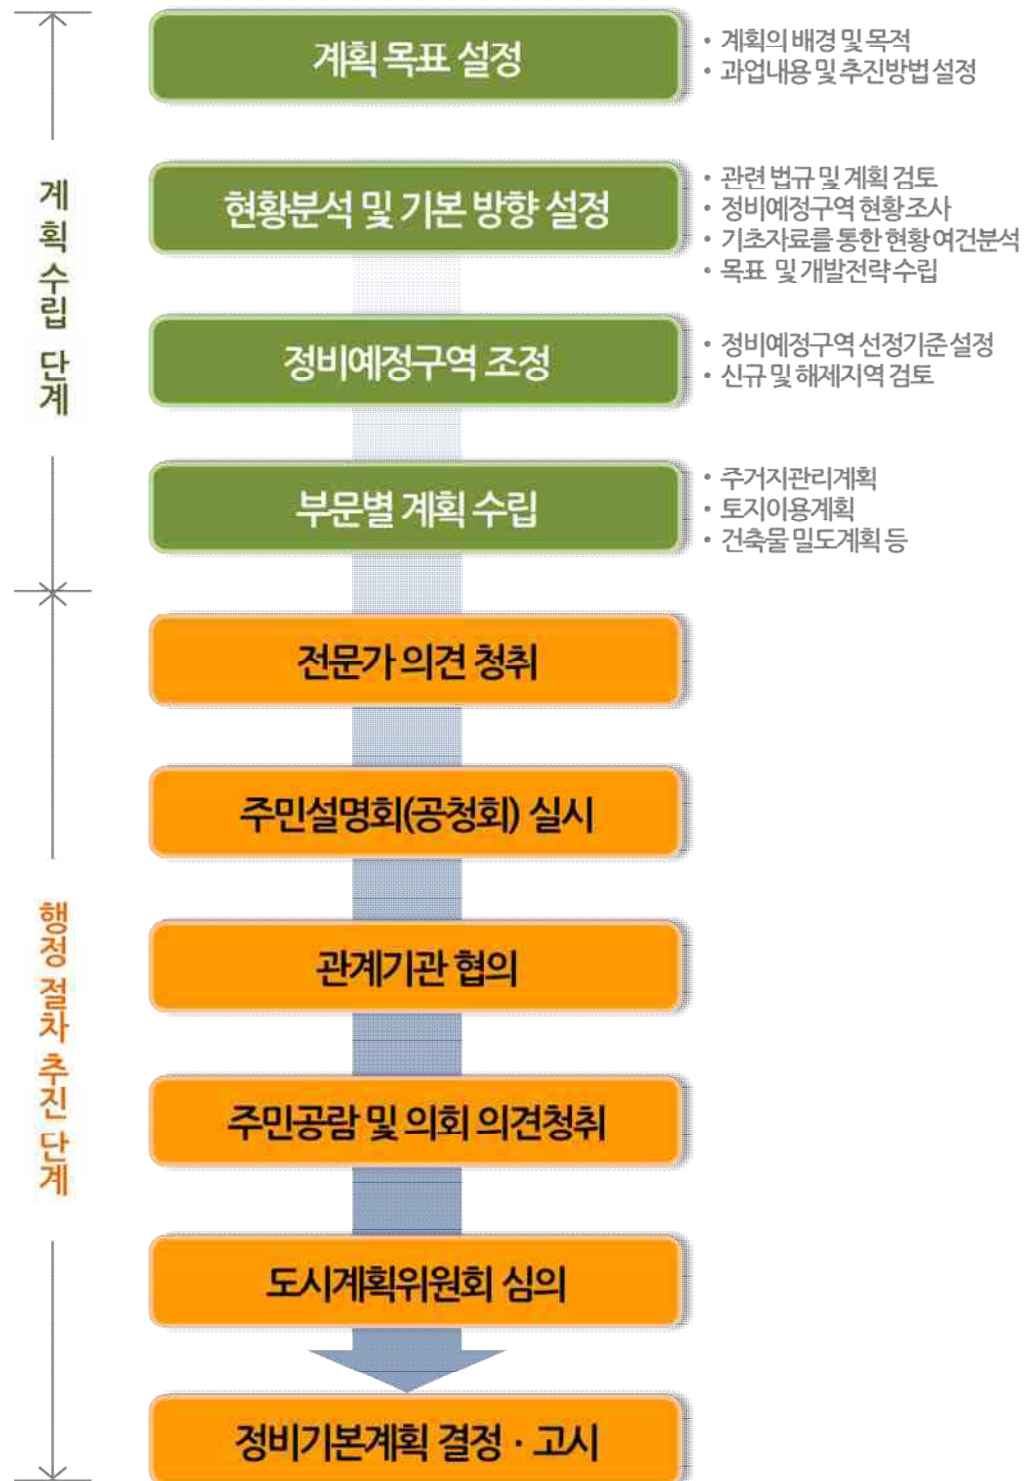 계획 목표 설정
• 계획의 배경 및 목적
• 과업내용 및 추진방법 설정
계획 수립 단계
현황분석 및 기본 방향 설정
• 관련 법규 및 계획 검토
• 정비예정구역 현황 조사
• 기초자료를 통한 현황 여건분석
• 목표 및 개발전략 수립
정비예정구역 조정
• 정비예정구역 선정기준 설정
• 신규 및 해제지역 검토
부문별 계획 수립
• 주거지관리계획
• 토지이용계획
• 건축물 밀도계획 등
전문가 의견 청취
주민설명회(공청회) 실시
행정 절차 추진 단계
관계기관 협의
주민공람 및 의회 의견청취
도시계획위원회 심의
정비기본계획 결정 · 고시